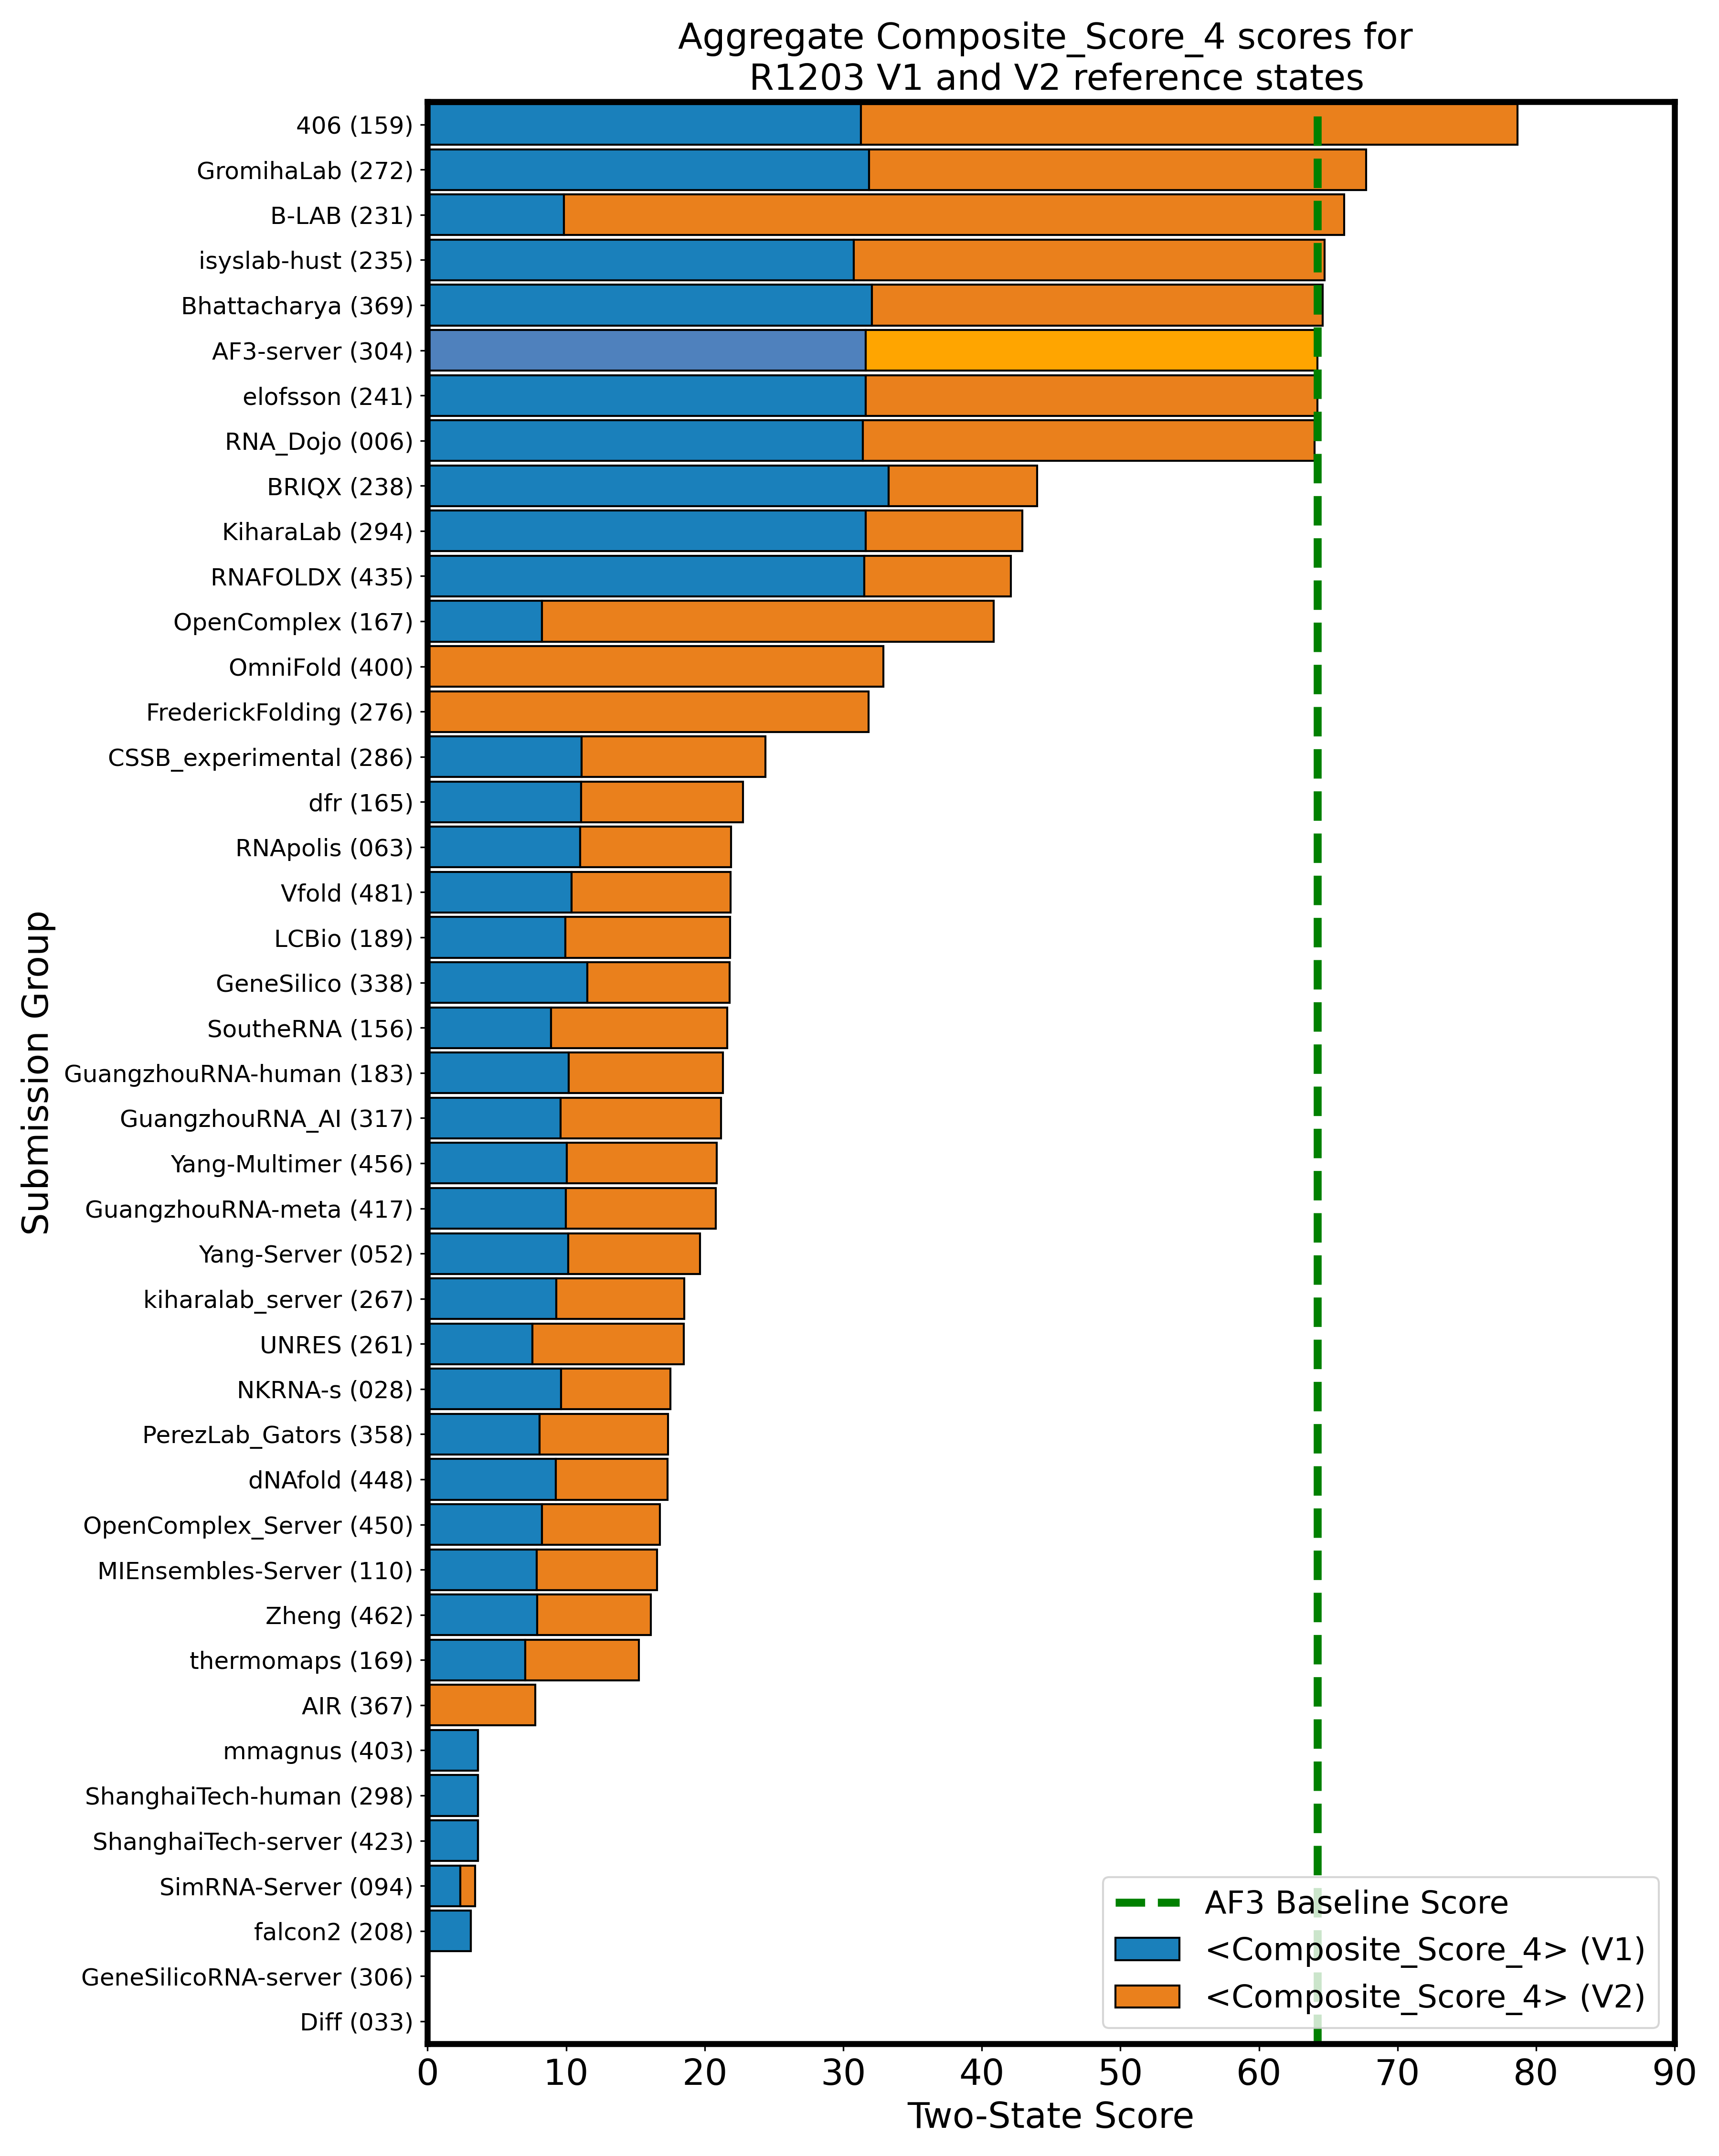 Aggregate Composite_Score_4 scores for
R1203 V1 and V2 reference states
Submission Group
406 (159)
GromihaLab (272)
B-LAB (231)
isyslab-hust (235)
Bhattacharya (369)
AF3-server (304)
elofsson (241)
RNA_Dojo (006)
BRIQX (238)
KiharaLab (294)
RNAFOLDX (435)
OpenComplex (167)
OmniFold (400)
FrederickFolding (276)
CSSB_experimental (286)
dfr (165)
RNApolis (063)
Vfold (481)
LCBio (189)
GeneSilico (338)
SoutheRNA (156)
GuangzhouRNA-human (183)
GuangzhouRNA_AI (317)
Yang-Multimer (456)
GuangzhouRNA-meta (417)
Yang-Server (052)
kiharalab_server (267)
UNRES (261)
NKRNA-s (028)
PerezLab_Gators (358)
dNAfold (448)
OpenComplex_Server (450)
MIEnsembles-Server (110)
Zheng (462)
thermomaps (169)
AIR (367)
mmagnus (403)
ShanghaiTech-human (298)
ShanghaiTech-server (423)
SimRNA-Server (094)
falcon2 (208)
GeneSilicoRNA-server (306)
Diff (033)
AF3 Baseline Score
<Composite_Score_4> (V1)
<Composite_Score_4> (V2)
0 10 20 30 40 50 60 70 80 90
Two-State Score